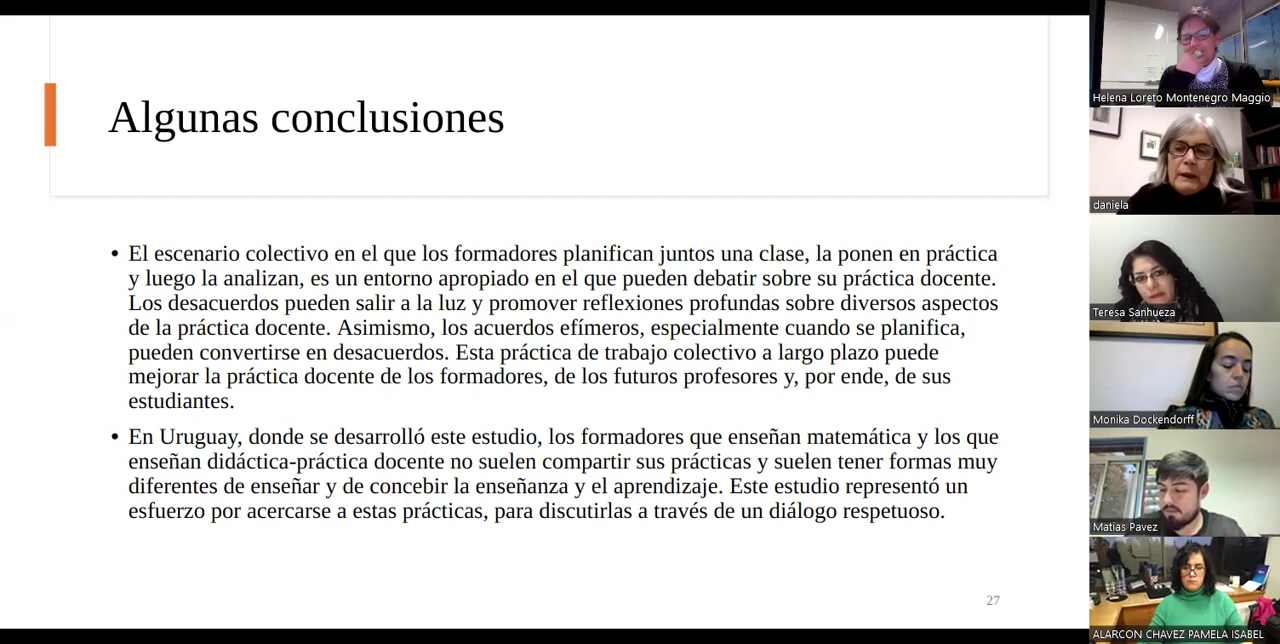 Algunas conclusiones
• El escenario colectivo en el que los formadores planifican juntos una clase, la ponen en práctica
y luego la analizan, es un entorno apropiado en el que pueden debatir sobre su práctica docente.
Los desacuerdos pueden salir a la luz y promover reflexiones profundas sobre diversos aspectos
de la práctica docente. Asimismo, los acuerdos efímeros, especialmente cuando se planifica,
pueden convertirse en desacuerdos. Esta práctica de trabajo colectivo a largo plazo puede
mejorar la práctica docente de los formadores, de los futuros profesores y, por ende, de sus
estudiantes.
• En Uruguay, donde se desarrolló este estudio, los formadores que enseñan matemática y los que
enseñan didáctica-práctica docente no suelen compartir sus prácticas y suelen tener formas muy
diferentes de enseñar y de concebir la enseñanza y el aprendizaje. Este estudio representó un
esfuerzo por acercarse a estas prácticas, para discutirlas a través de un diálogo respetuoso.
27
Helena Loreto Montenegro Maggio
daniela
Teresa Sanhueza
Monika Dockendorff
Matías Pavez
ALARCON CHAVEZ PAMELA ISABEL